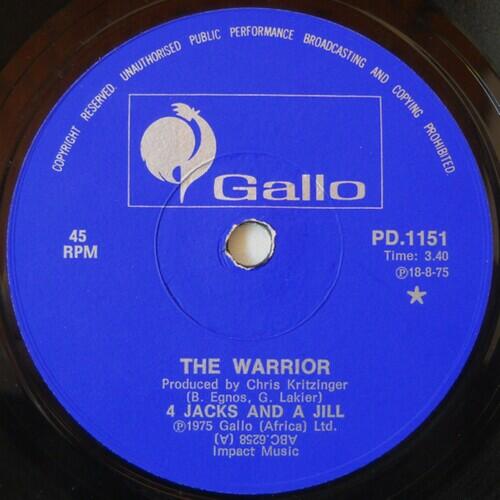 COPYRIGHT RESERVED. UNAUTHORISED PUBLIC PERFORMANCE BROADCASTING AND COPYING PROHIBITED.
Gallo
45
RPM
PD.1151
Time: 3.40
Ⓟ18-8-75
THE WARRIOR
Produced by Chris Kritzinger
(B. Egnos, G. Lakier)
4 JACKS AND A JILL
Ⓟ1975 Gallo (Africa) Ltd.
ABC.6258 (A)
Impact Music